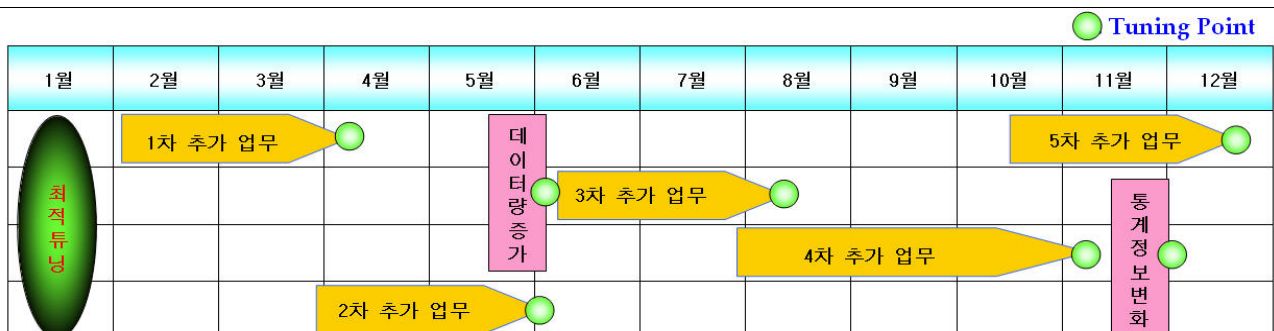 Tuning Point
1월 2월 3월 4월 5월 6월 7월 8월 9월 10월 11월 12월
1차 추가 업무
5차 추가 업무
최적튜닝
데이터량증가
3차 추가 업무
통계정보변화
4차 추가 업무
2차 추가 업무